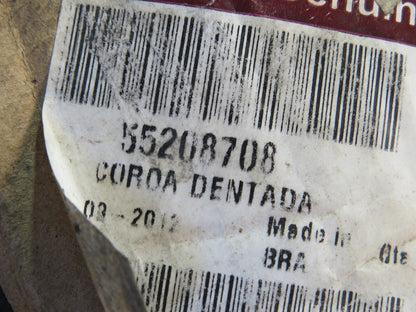 55208708
COROA DENTADA
03-2012 Made in
BRA